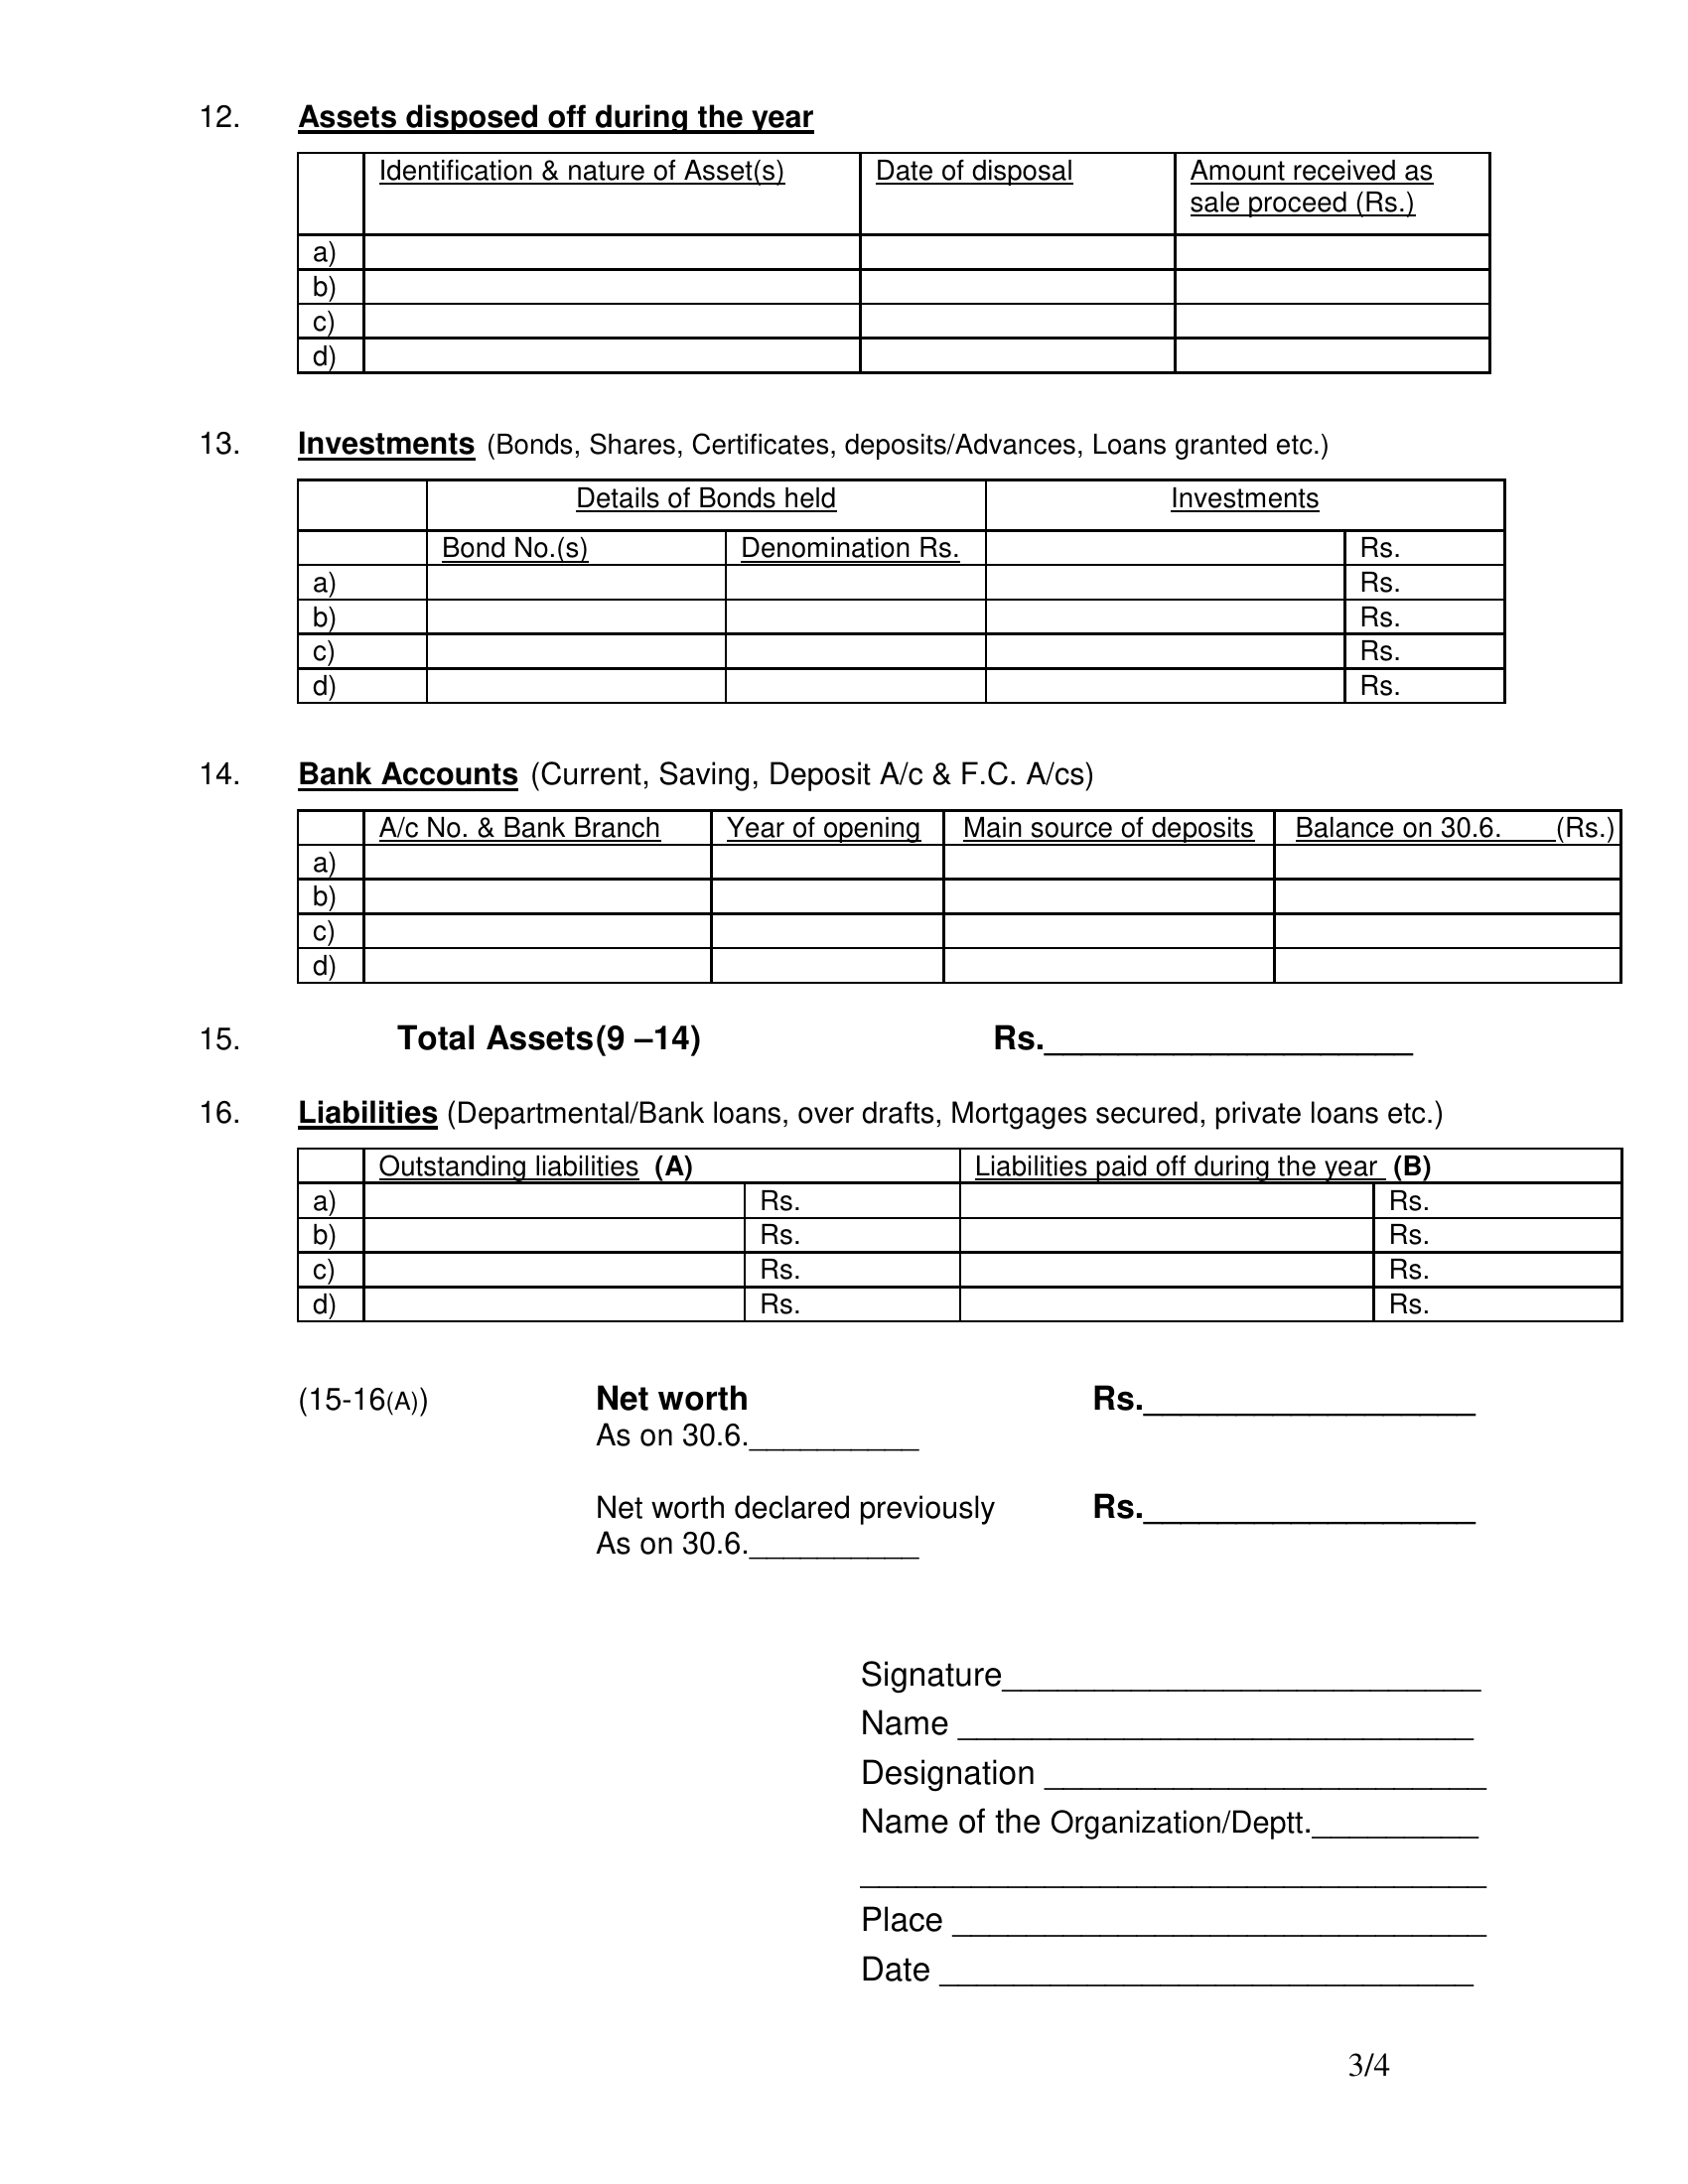 12. Assets disposed off during the year
Identification & nature of Asset(s) Date of disposal Amount received as
sale proceed (Rs.)
a)
b)
c)
d)
13. Investments (Bonds, Shares, Certificates, deposits/Advances, Loans granted etc.)
Details of Bonds held Investments
Bond No.(s) Denomination Rs. Rs.
a) Rs.
b) Rs.
c) Rs.
d) Rs.
14. Bank Accounts (Current, Saving, Deposit A/c & F.C. A/cs)
A/c No. & Bank Branch Year of opening Main source of deposits Balance on 30.6.____(Rs.)
a)
b)
c)
d)
15. Total Assets(9 –14) Rs.____________________
16. Liabilities (Departmental/Bank loans, over drafts, Mortgages secured, private loans etc.)
Outstanding liabilities (A) Liabilities paid off during the year (B)
a) Rs. Rs.
b) Rs. Rs.
c) Rs. Rs.
d) Rs. Rs.
(15-16(A)) Net worth Rs.__________________
As on 30.6.__________
Net worth declared previously Rs.__________________
As on 30.6.__________
Signature__________________________
Name ____________________________
Designation ________________________
Name of the Organization/Deptt.__________
__________________________________
Place _____________________________
Date _____________________________
3/4